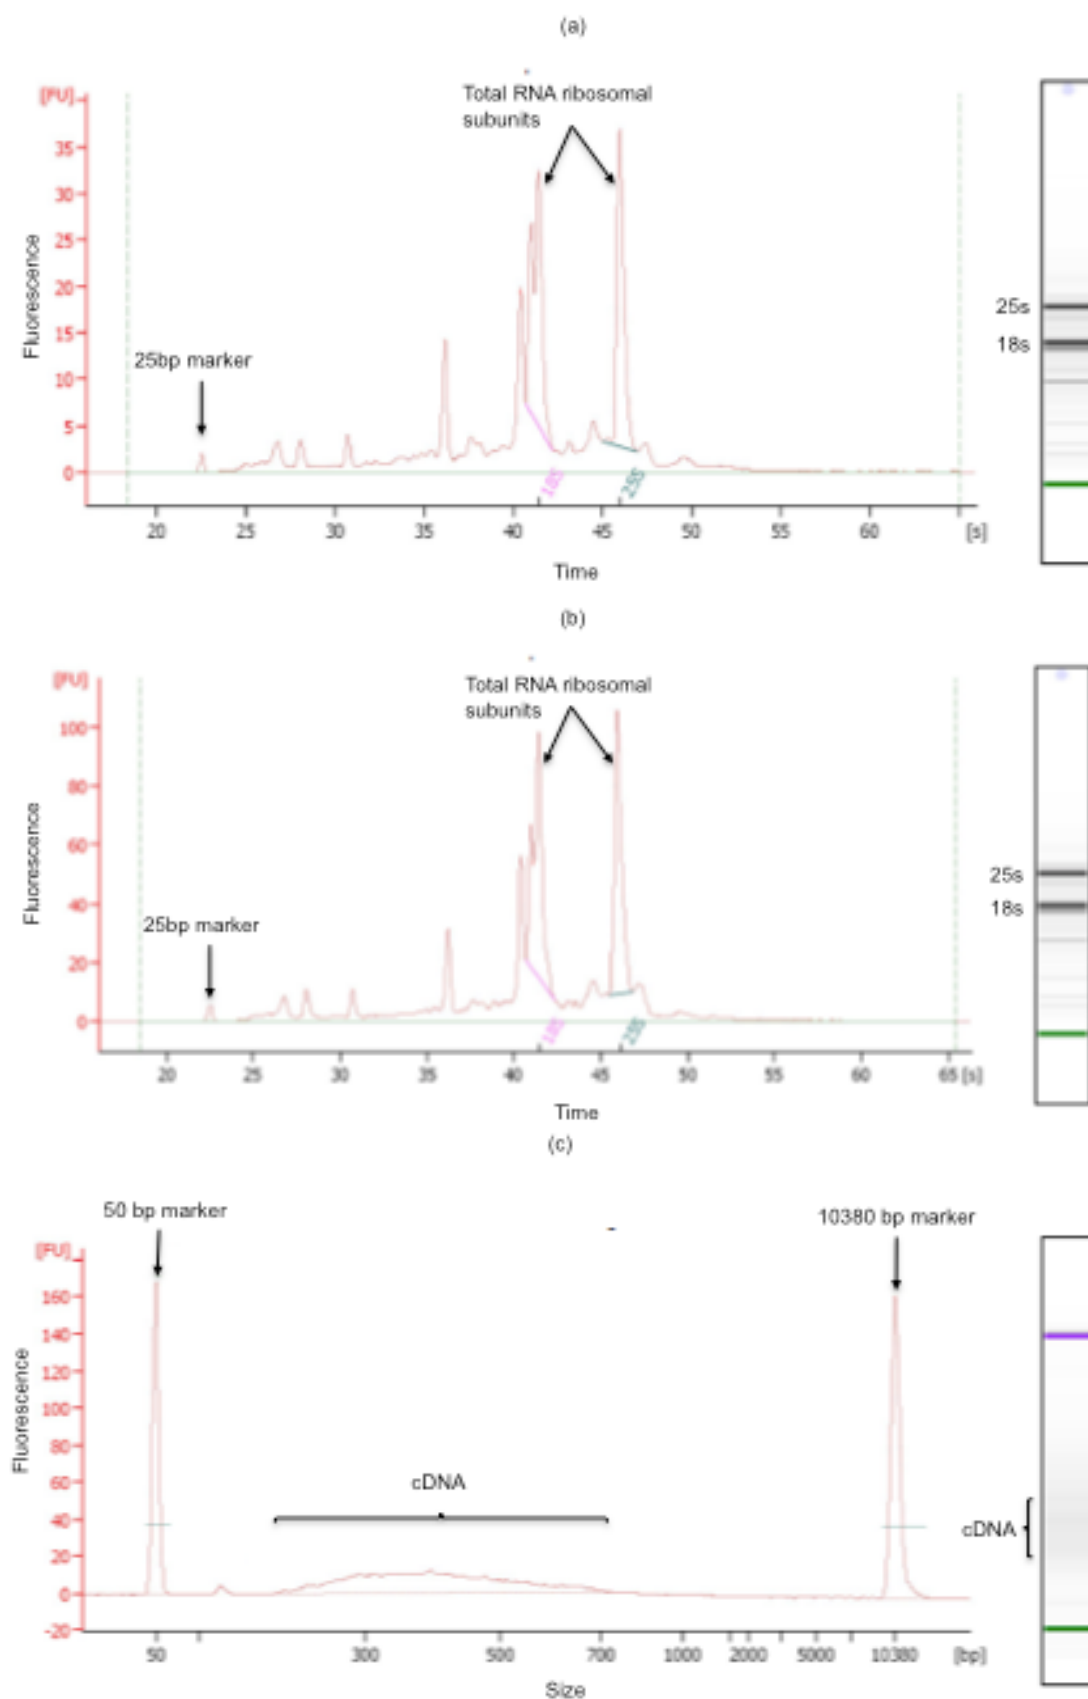 (a)
[FU]
Total RNA ribosomal
subunits
35
30
25
20
15
10
5
0
Fluorescence
25bp marker
18S
25S
20 25 30 35 40 45 50 55 60 [s]
Time
25s
18s
(b)
[FU]
Total RNA ribosomal
subunits
100
80
60
40
20
0
Fluorescence
25bp marker
18S
25S
20 25 30 35 40 45 50 55 60 65 [s]
Time
25s
18s
(c)
50 bp marker
10380 bp marker
[FU]
160
140
120
100
80
60
40
20
0
-20
Fluorescence
cDNA
50 300 500 700 1000 2000 5000 10380 [bp]
Size
cDNA